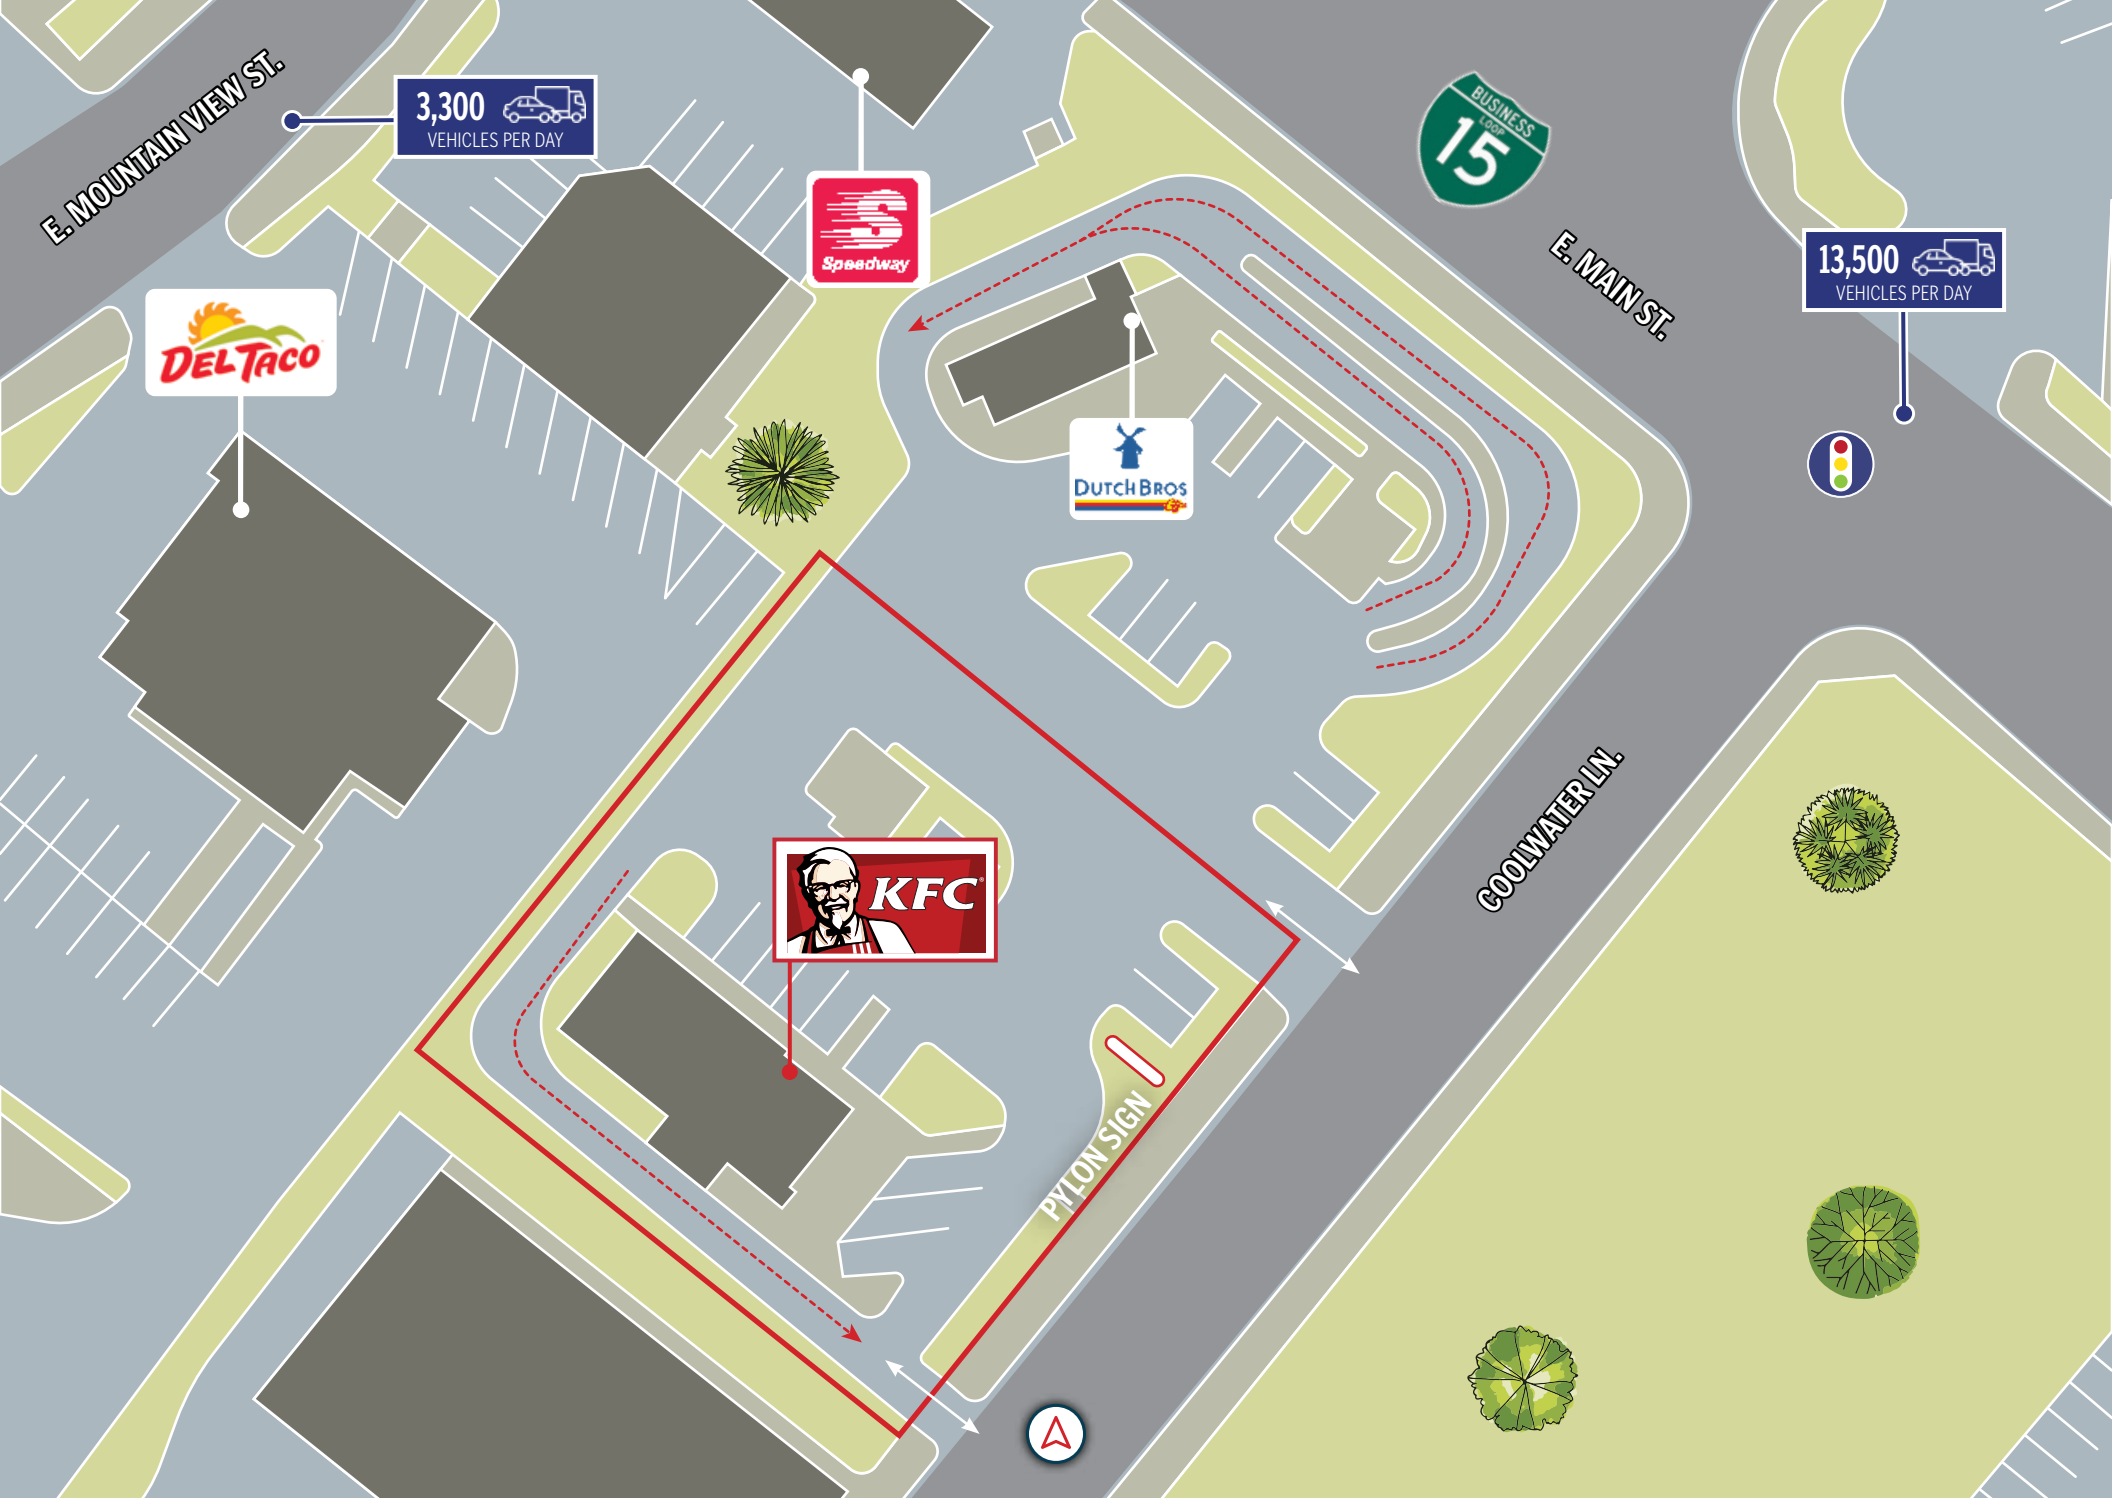 E. MOUNTAIN VIEW ST.
3,300
VEHICLES PER DAY
Speedway
BUSINESS
LOOP
15
E. MAIN ST.
13,500
VEHICLES PER DAY
DEL TACO
DUTCH BROS
COOLWATER LN.
KFC
PYLON SIGN